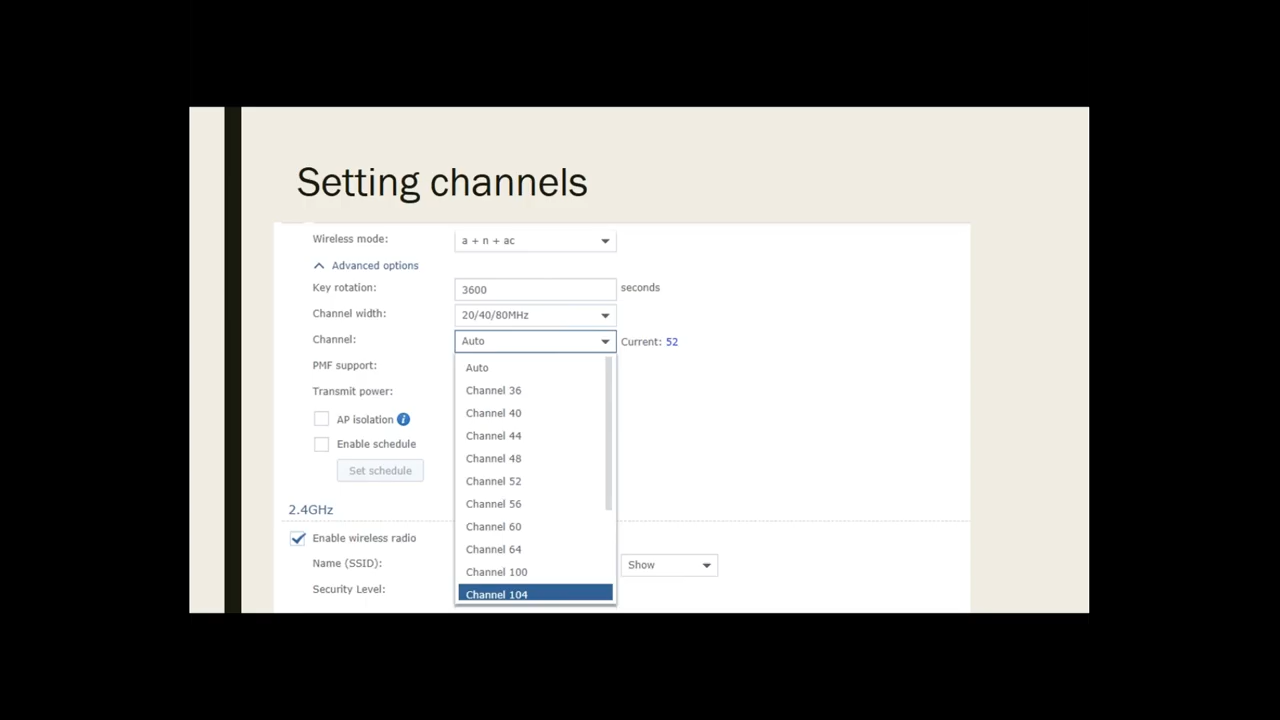 Setting channels
Wireless mode: a + n + ac
Advanced options
Key rotation: 3600 seconds
Channel width: 20/40/80MHz
Channel: Auto Current: 52
PMF support: Auto
Transmit power: Channel 36
Channel 40
AP isolation i Channel 44
Enable schedule Channel 48
Set schedule Channel 52
Channel 56
2.4GHz Channel 60
Enable wireless radio Channel 64
Name (SSID): Channel 100 Show
Security Level: Channel 104